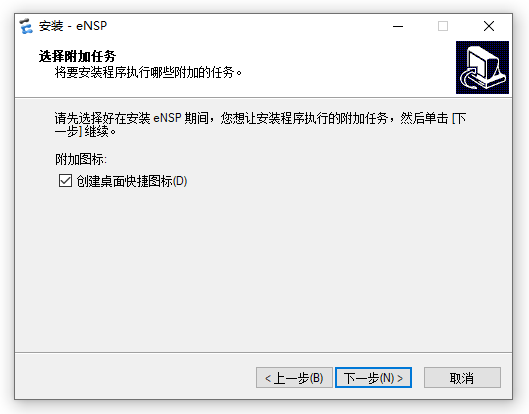 安装 - eNSP
选择附加任务
将要安装程序执行哪些附加的任务。
请先选择好在安装 eNSP 期间，您想让安装程序执行的附加任务，然后单击 [下
一步] 继续。
附加图标:
创建桌面快捷图标(D)
< 上一步(B) 下一步(N) > 取消